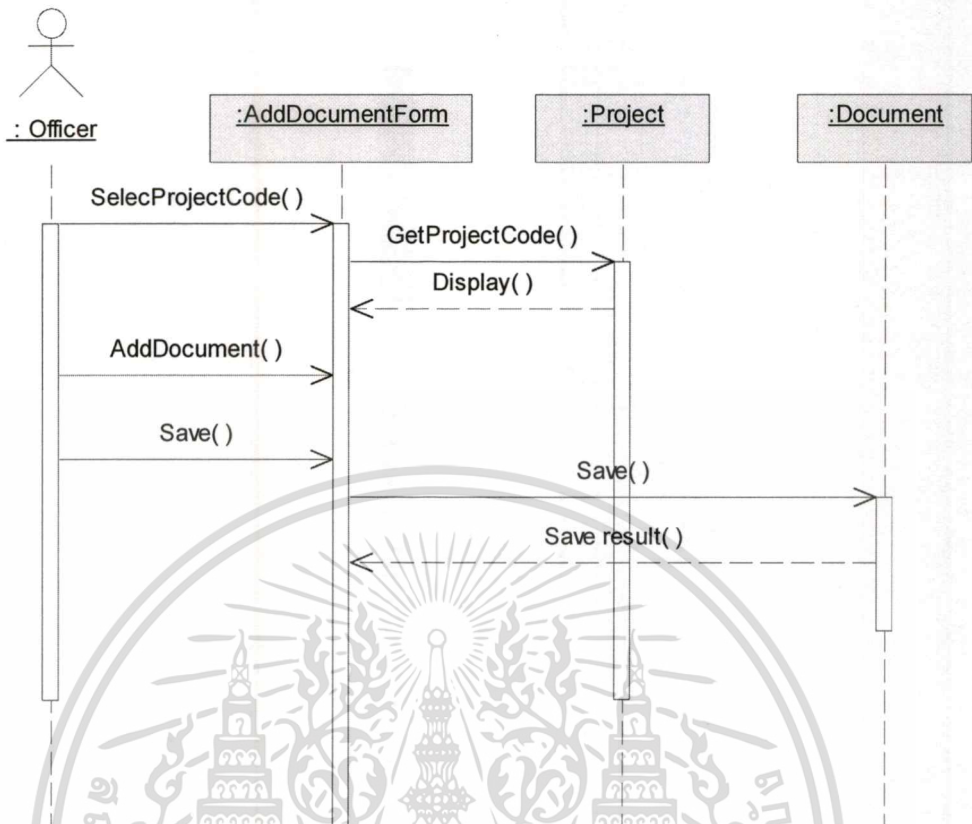 : Officer
:AddDocumentForm
:Project
:Document
SelecProjectCode( )
GetProjectCode( )
Display( )
AddDocument( )
Save( )
Save( )
Save result( )